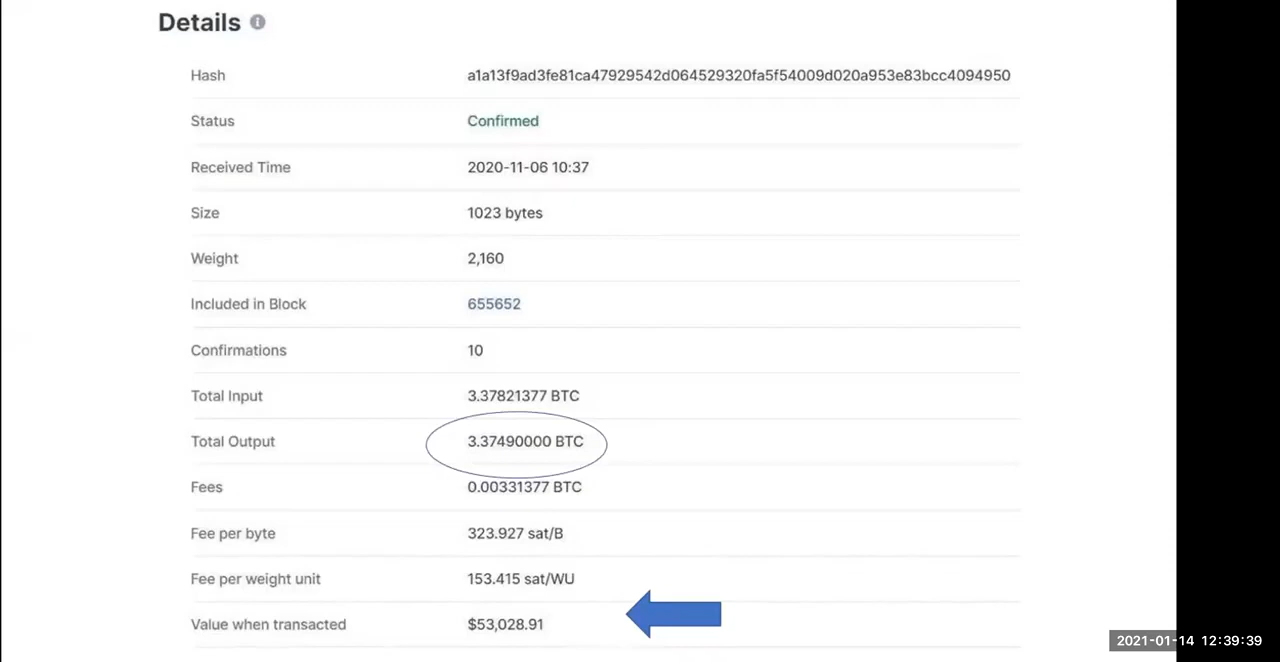 Details
Hash a1a13f9ad3fe81ca47929542d064529320fa5f54009d020a953e83bcc4094950
Status Confirmed
Received Time 2020-11-06 10:37
Size 1023 bytes
Weight 2,160
Included in Block 655652
Confirmations 10
Total Input 3.37821377 BTC
Total Output 3.37490000 BTC
Fees 0.00331377 BTC
Fee per byte 323.927 sat/B
Fee per weight unit 153.415 sat/WU
Value when transacted $53,028.91
2021-01-14 12:39:39